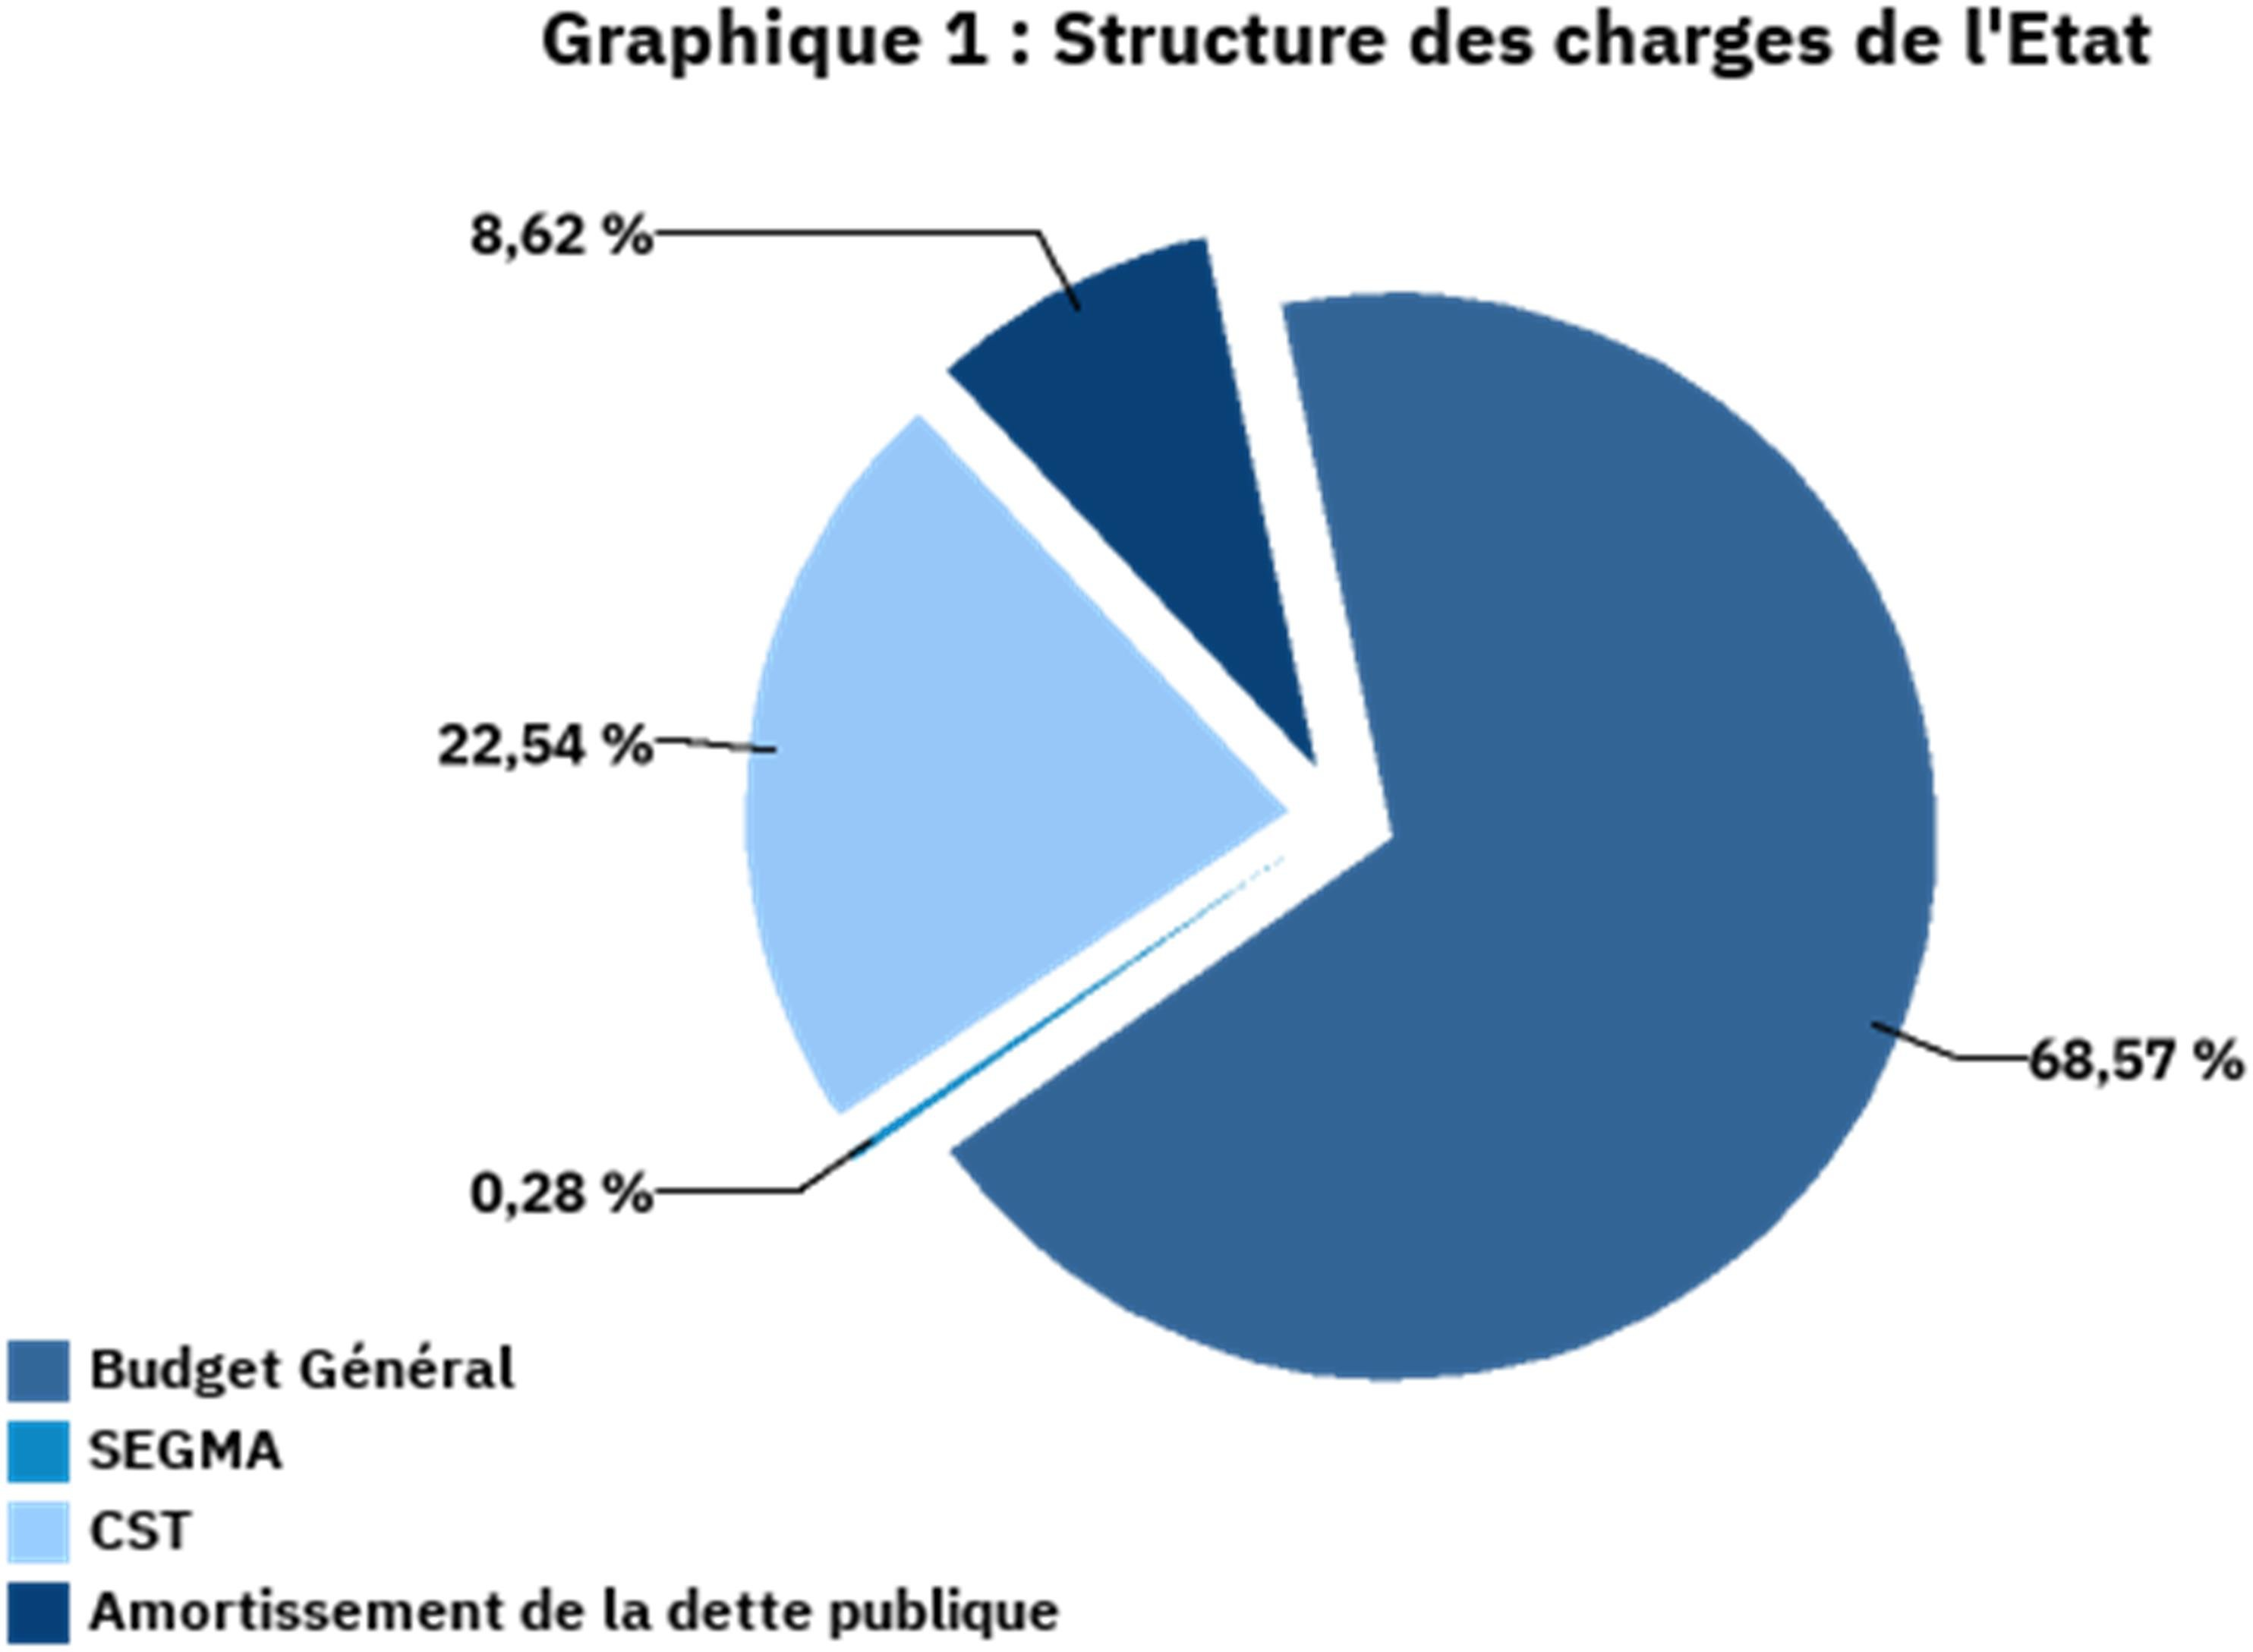 Graphique 1 : Structure des charges de l'Etat
8,62 %
22,54 %
68,57 %
0,28 %
Budget Général
SEGMA
CST
Amortissement de la dette publique